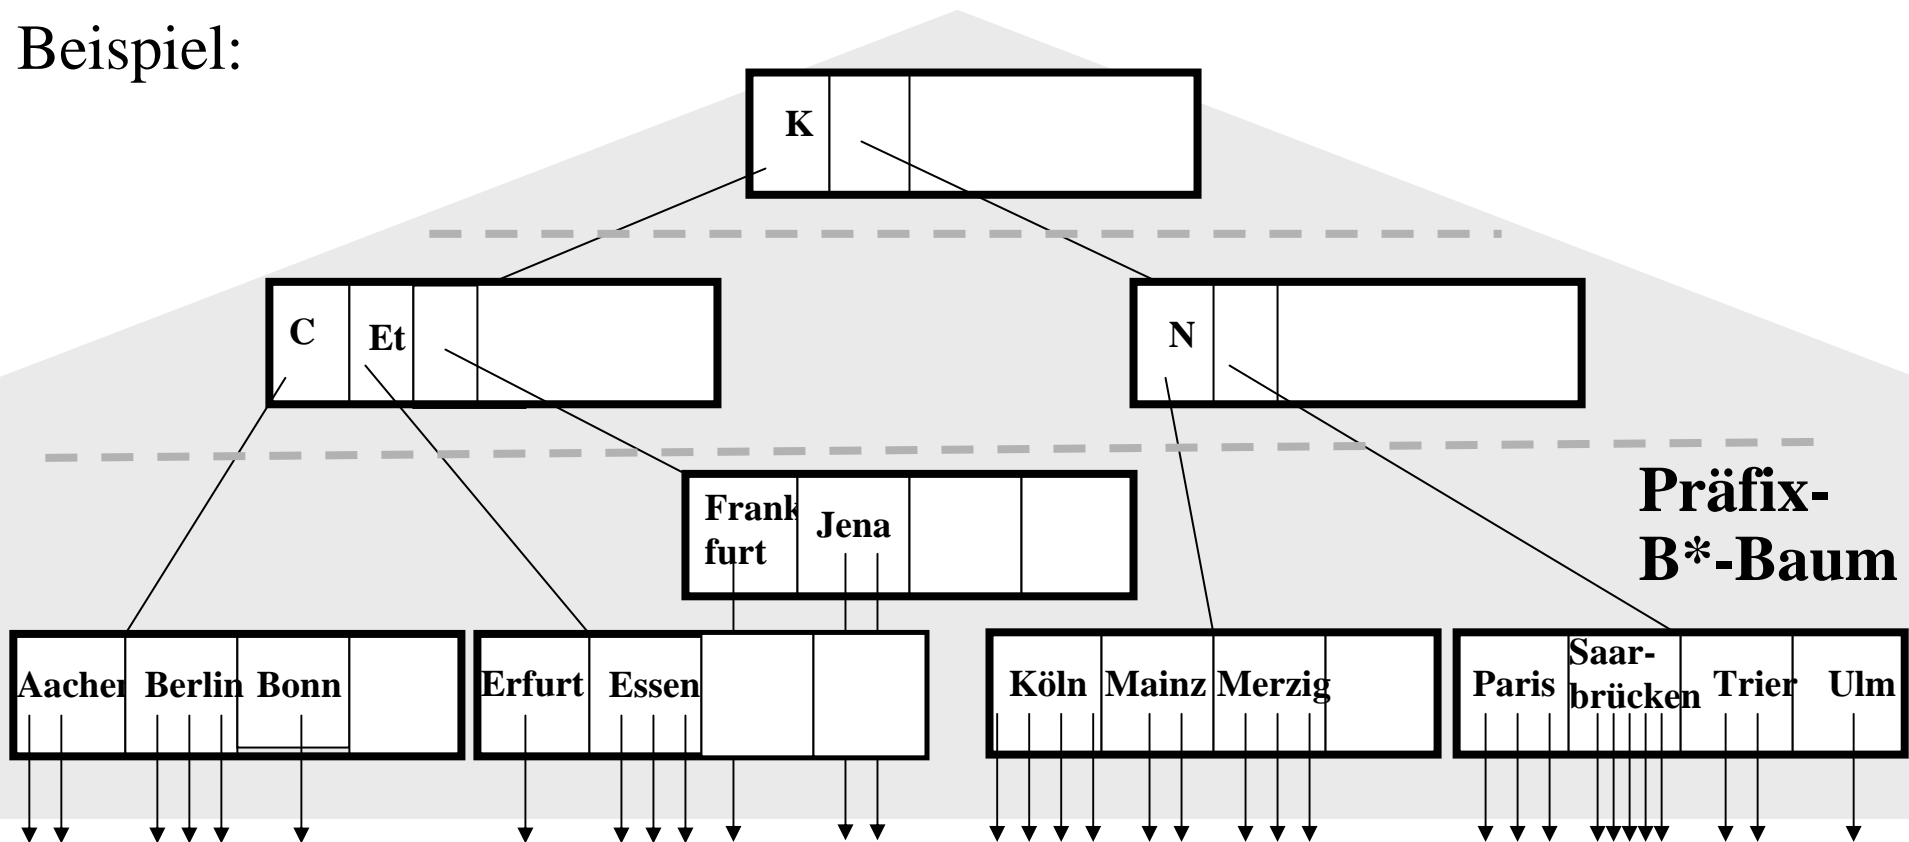 Beispiel:
K
C
Et
N
Präfix-
B*-Baum
Frank
furt
Jena
Aachen
Berlin
Bonn
Erfurt
Essen
Köln
Mainz
Merzig
Paris
Saar-
brücken
Trier
Ulm